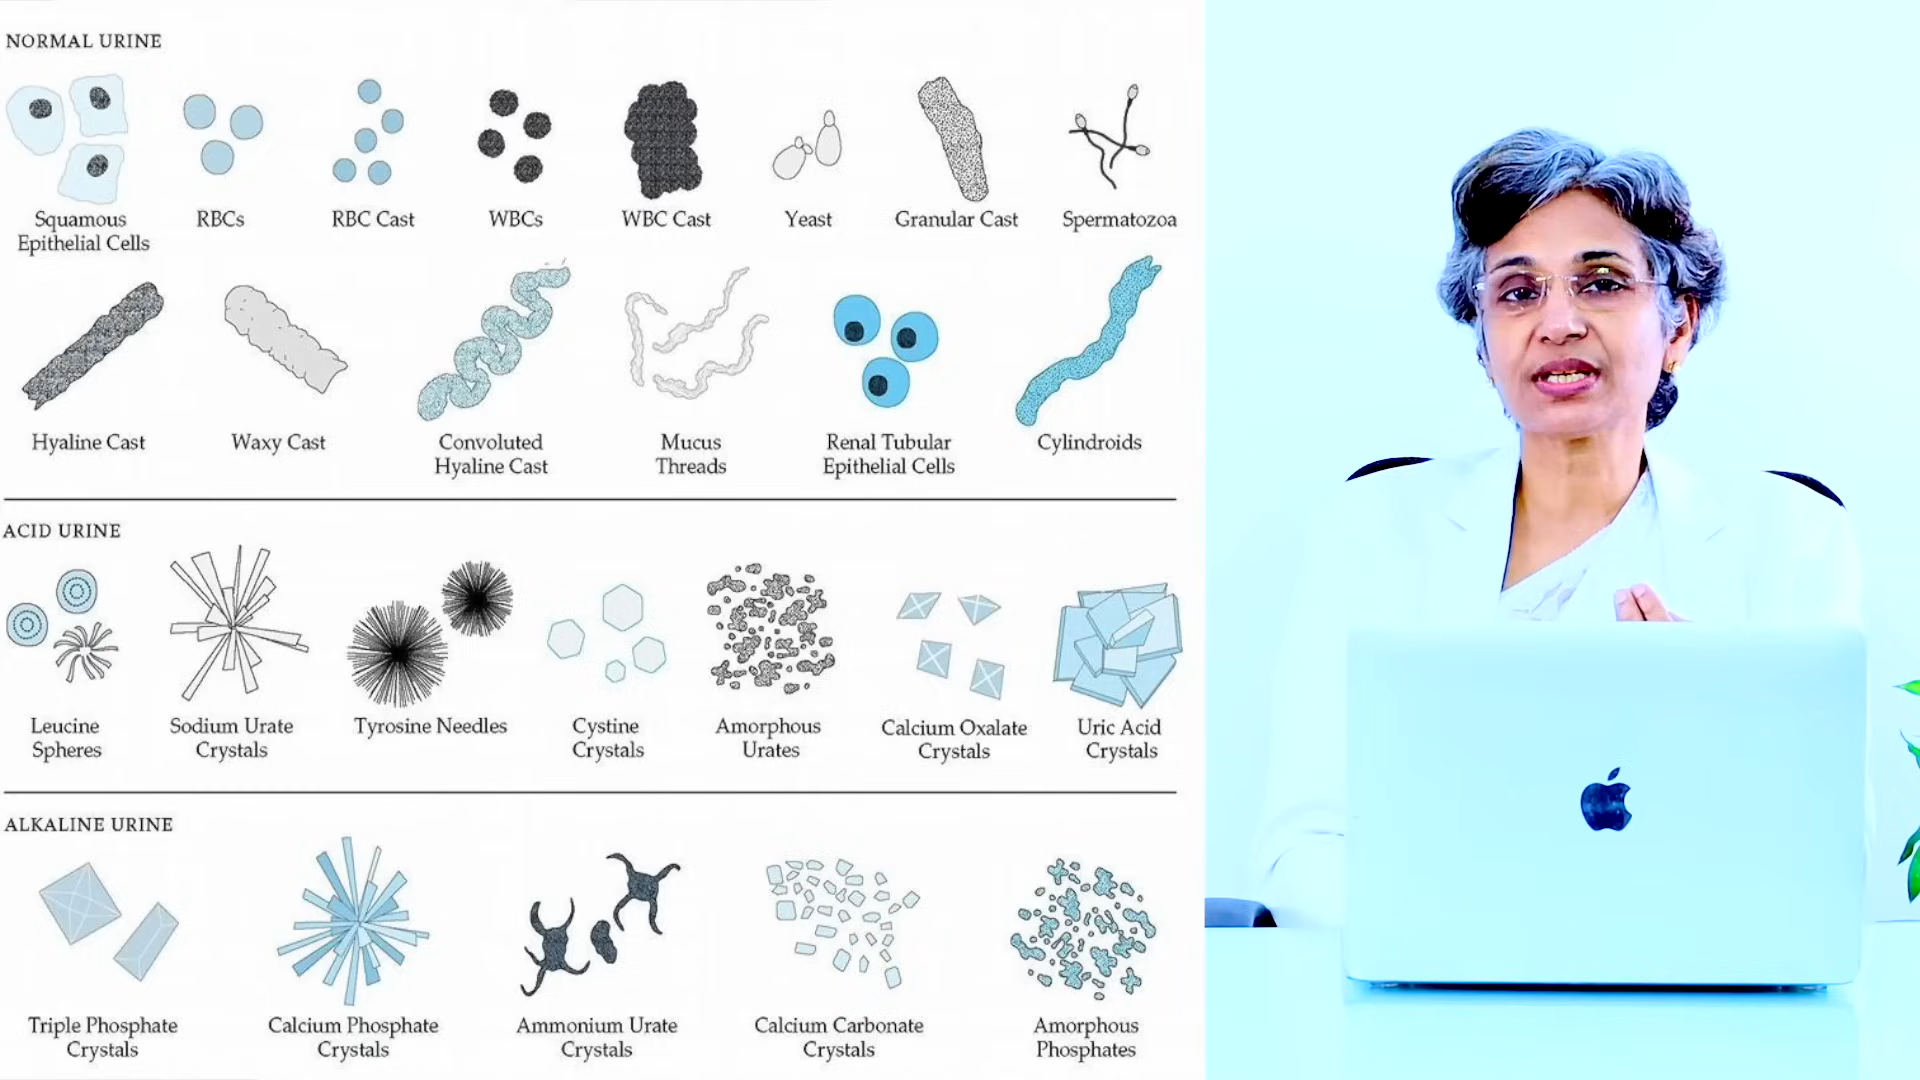 NORMAL URINE
Squamous
Epithelial Cells
RBCs
RBC Cast
WBCs
WBC Cast
Yeast
Granular Cast
Spermatozoa
Hyaline Cast
Waxy Cast
Convoluted
Hyaline Cast
Mucus
Threads
Renal Tubular
Epithelial Cells
Cylindroids
ACID URINE
Leucine
Spheres
Sodium Urate
Crystals
Tyrosine Needles
Cystine
Crystals
Amorphous
Urates
Calcium Oxalate
Crystals
Uric Acid
Crystals
ALKALINE URINE
Triple Phosphate
Crystals
Calcium Phosphate
Crystals
Ammonium Urate
Crystals
Calcium Carbonate
Crystals
Amorphous
Phosphates